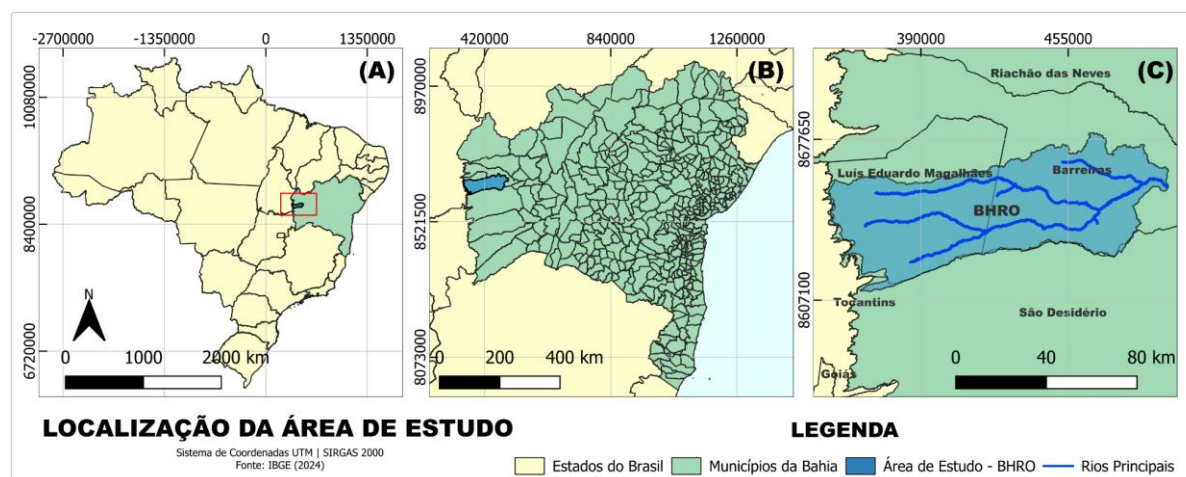 -2700000 -1350000 0 1350000
10080000
8400000
6720000
(A)
N
0 1000 2000 km
420000 840000 1260000
8970000
8521500
8073000
(B)
0 200 400 km
390000 455000
8677650
8607100
(C)
Riachão das Neves
Luís Eduardo Magalhães
Barreiras
BHRO
Tocantins
São Desidério
Goiás
0 40 80 km
LOCALIZAÇÃO DA ÁREA DE ESTUDO
Sistema de Coordenadas UTM | SIRGAS 2000
Fonte: IBGE (2024)
LEGENDA
Estados do Brasil Municípios da Bahia Área de Estudo - BHRO Rios Principais